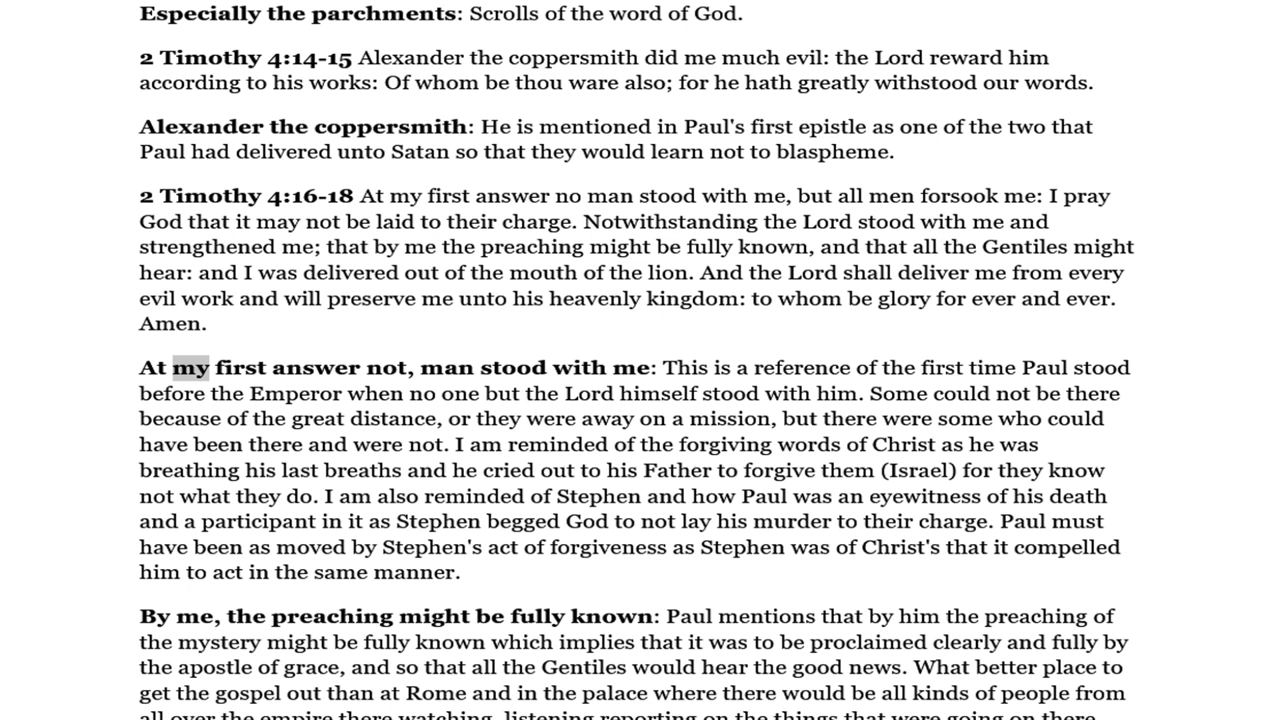 Especially the parchments: Scrolls of the word of God.
2 Timothy 4:14-15 Alexander the coppersmith did me much evil: the Lord reward him
according to his works: Of whom be thou ware also; for he hath greatly withstood our words.
Alexander the coppersmith: He is mentioned in Paul's first epistle as one of the two that
Paul had delivered unto Satan so that they would learn not to blaspheme.
2 Timothy 4:16-18 At my first answer no man stood with me, but all men forsook me: I pray
God that it may not be laid to their charge. Notwithstanding the Lord stood with me and
strengthened me; that by me the preaching might be fully known, and that all the Gentiles might
hear: and I was delivered out of the mouth of the lion. And the Lord shall deliver me from every
evil work and will preserve me unto his heavenly kingdom: to whom be glory for ever and ever.
Amen.
At my first answer not, man stood with me: This is a reference of the first time Paul stood
before the Emperor when no one but the Lord himself stood with him. Some could not be there
because of the great distance, or they were away on a mission, but there were some who could
have been there and were not. I am reminded of the forgiving words of Christ as he was
breathing his last breaths and he cried out to his Father to forgive them (Israel) for they know
not what they do. I am also reminded of Stephen and how Paul was an eyewitness of his death
and a participant in it as Stephen begged God to not lay his murder to their charge. Paul must
have been as moved by Stephen's act of forgiveness as Stephen was of Christ's that it compelled
him to act in the same manner.
By me, the preaching might be fully known: Paul mentions that by him the preaching of
the mystery might be fully known which implies that it was to be proclaimed clearly and fully by
the apostle of grace, and so that all the Gentiles would hear the good news. What better place to
get the gospel out than at Rome and in the palace where there would be all kinds of people from
all over the empire there watching, listening reporting on the things that were going on there